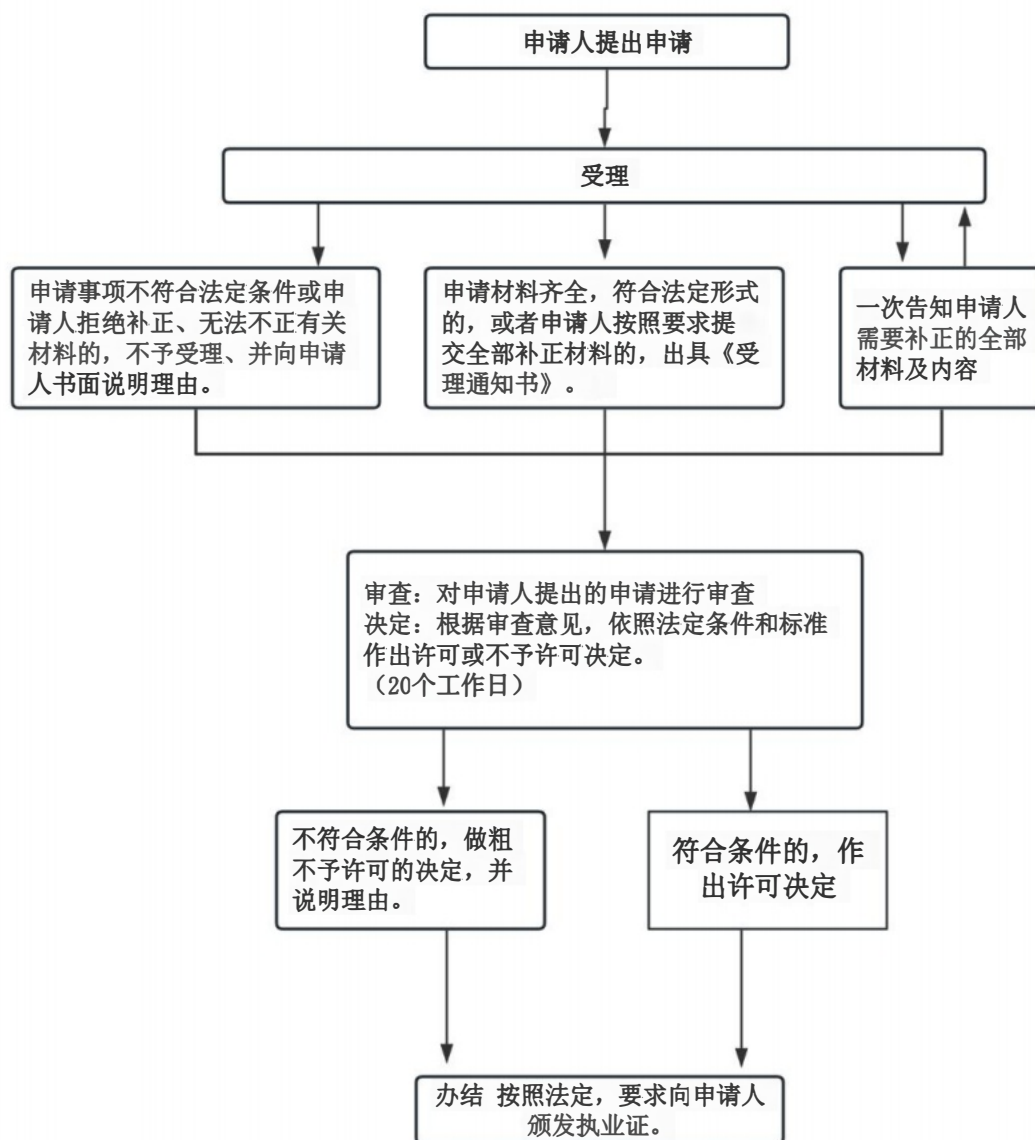 申请人提出申请
受理
申请事项不符合法定条件或申
请人拒绝补正、无法不正有关
材料的，不予受理、并向申请
人书面说明理由。
申请材料齐全，符合法定形式
的，或者申请人按照要求提
交全部补正材料的，出具《受
理通知书》。
一次告知申请人
需要补正的全部
材料及内容
审查：对申请人提出的申请进行审查
决定：根据审查意见，依照法定条件和标准
作出许可或不予许可决定。
（20个工作日）
不符合条件的，做粗
不予许可的决定，并
说明理由。
符合条件的，作
出许可决定
办结 按照法定，要求向申请人
颁发执业证。